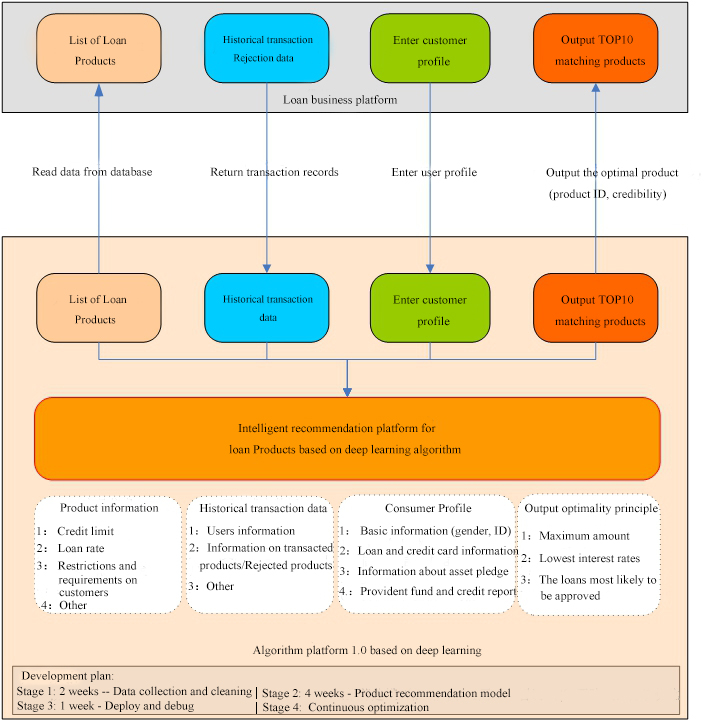 List of Loan
Products
Historical transaction
Rejection data
Enter customer
profile
Output TOP10
matching products
Loan business platform
Read data from database
Return transaction records
Enter user profile
Output the optimal product
(product ID, credibility)
List of Loan
Products
Historical transaction
data
Enter customer
profile
Output TOP10
matching products
Intelligent recommendation platform for
loan Products based on deep learning algorithm
Product information
1： Credit limit
2： Loan rate
3： Restrictions and
requirements on
customers
4：Other
Historical transaction data
1： Users information
2：Information on transacted
products/Rejected products
3：Other
Consumer Profile
1： Basic information (gender, ID)
2： Loan and credit card information
3：Information about asset pledge
4.：Provident fund and credit report
Output optimality principle
1：Maximum amount
2：Lowest interest rates
3：The loans most likely to
be approved
Algorithm platform 1.0 based on deep learning
Development plan:
Stage 1: 2 weeks -- Data collection and cleaning
Stage 2: 4 weeks - Product recommendation model
Stage 3: 1 week - Deploy and debug
Stage 4:  Continuous optimization